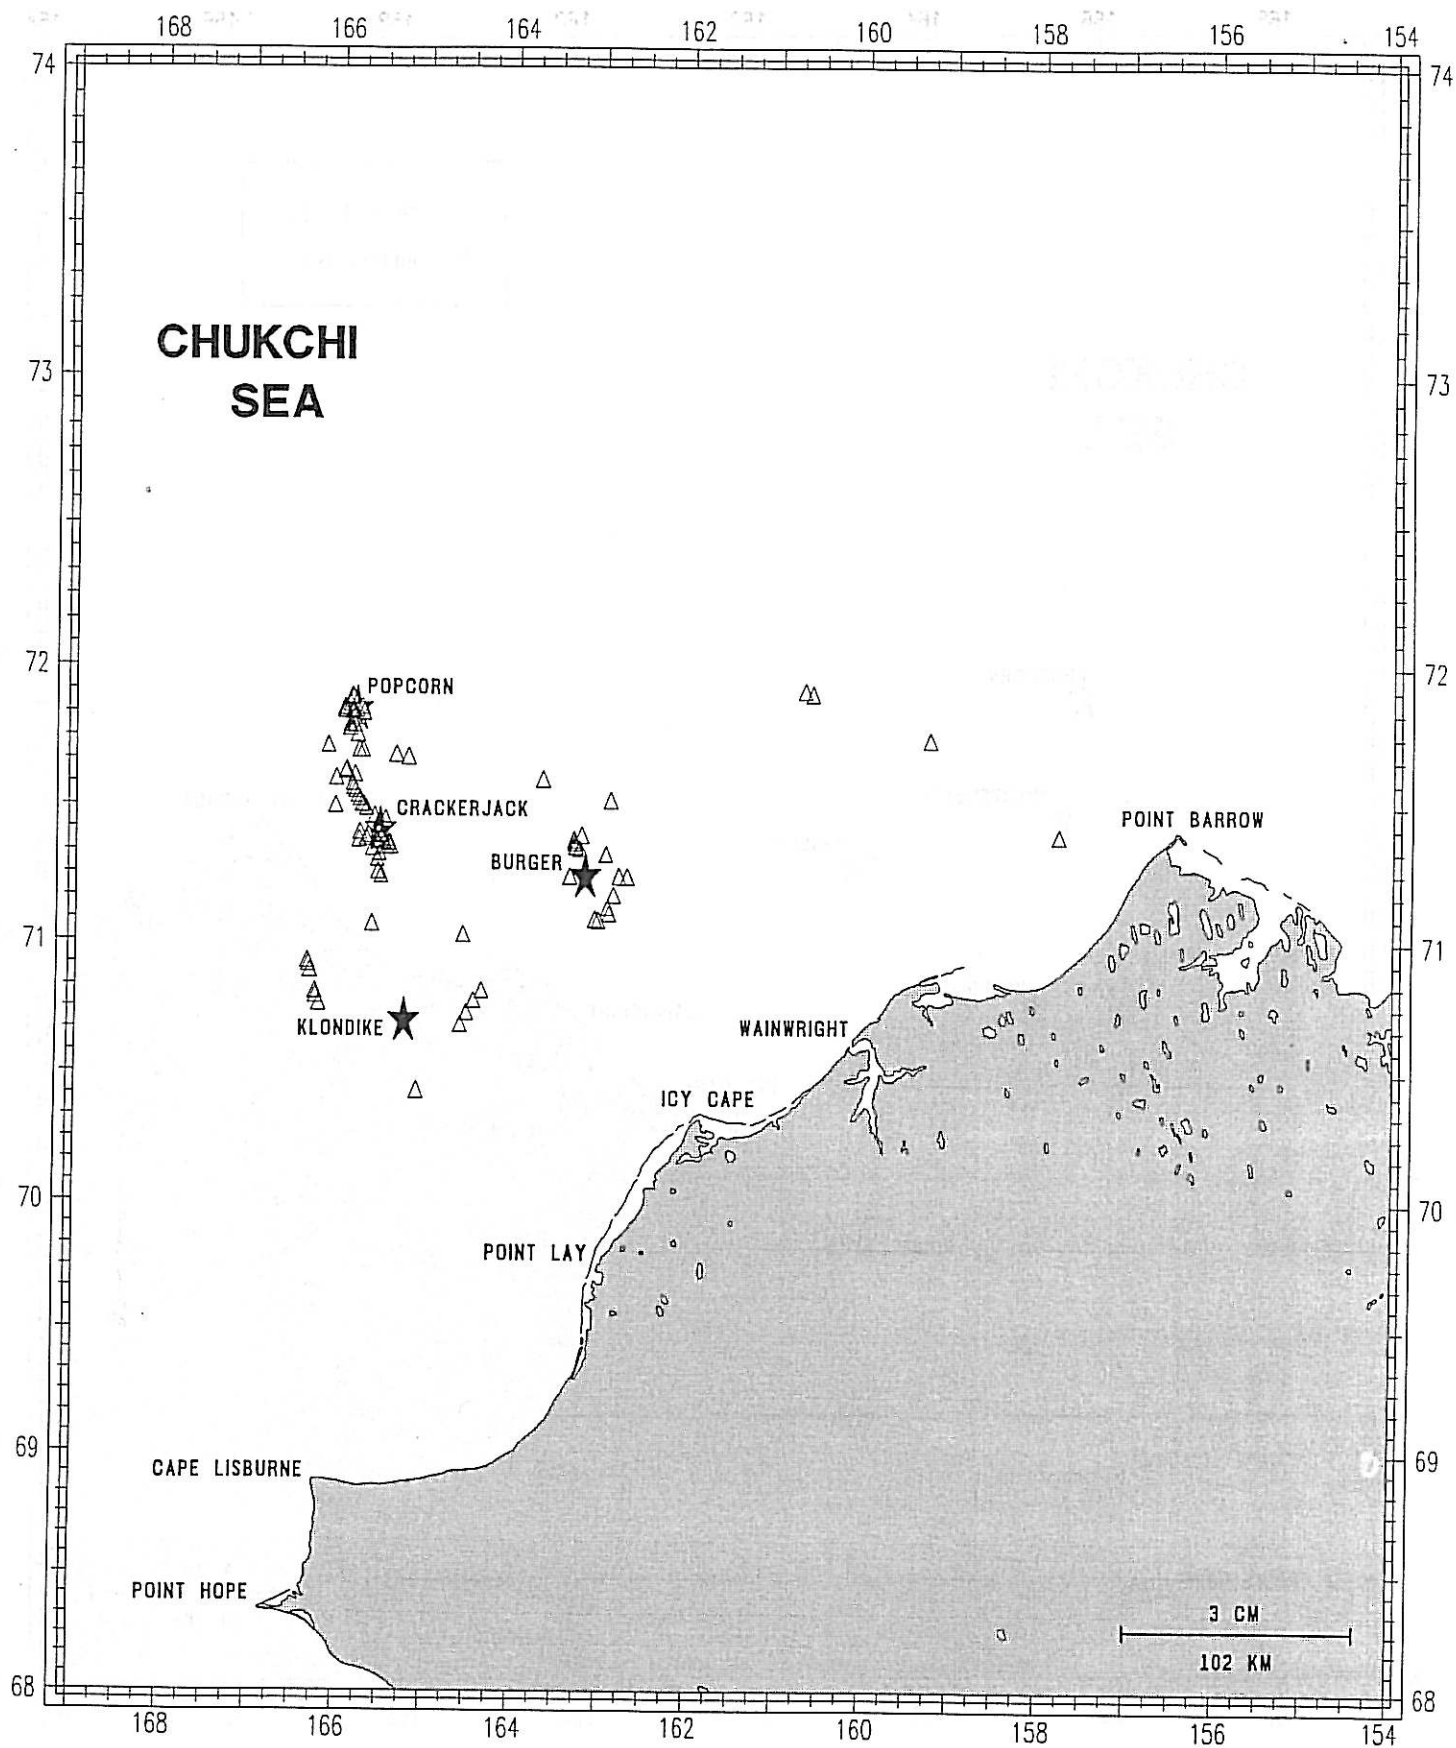 168 166 164 162 160 158 156 154
74 74
CHUKCHI
SEA
73 73
72 72
POPCORN
CRACKERJACK
POINT BARROW
BURGER
71 71
KLONDIKE
WAINWRIGHT
ICY CAPE
70 70
POINT LAY
69 69
CAPE LISBURNE
POINT HOPE
3 CM
102 KM
68 68
168 166 164 162 160 158 156 154